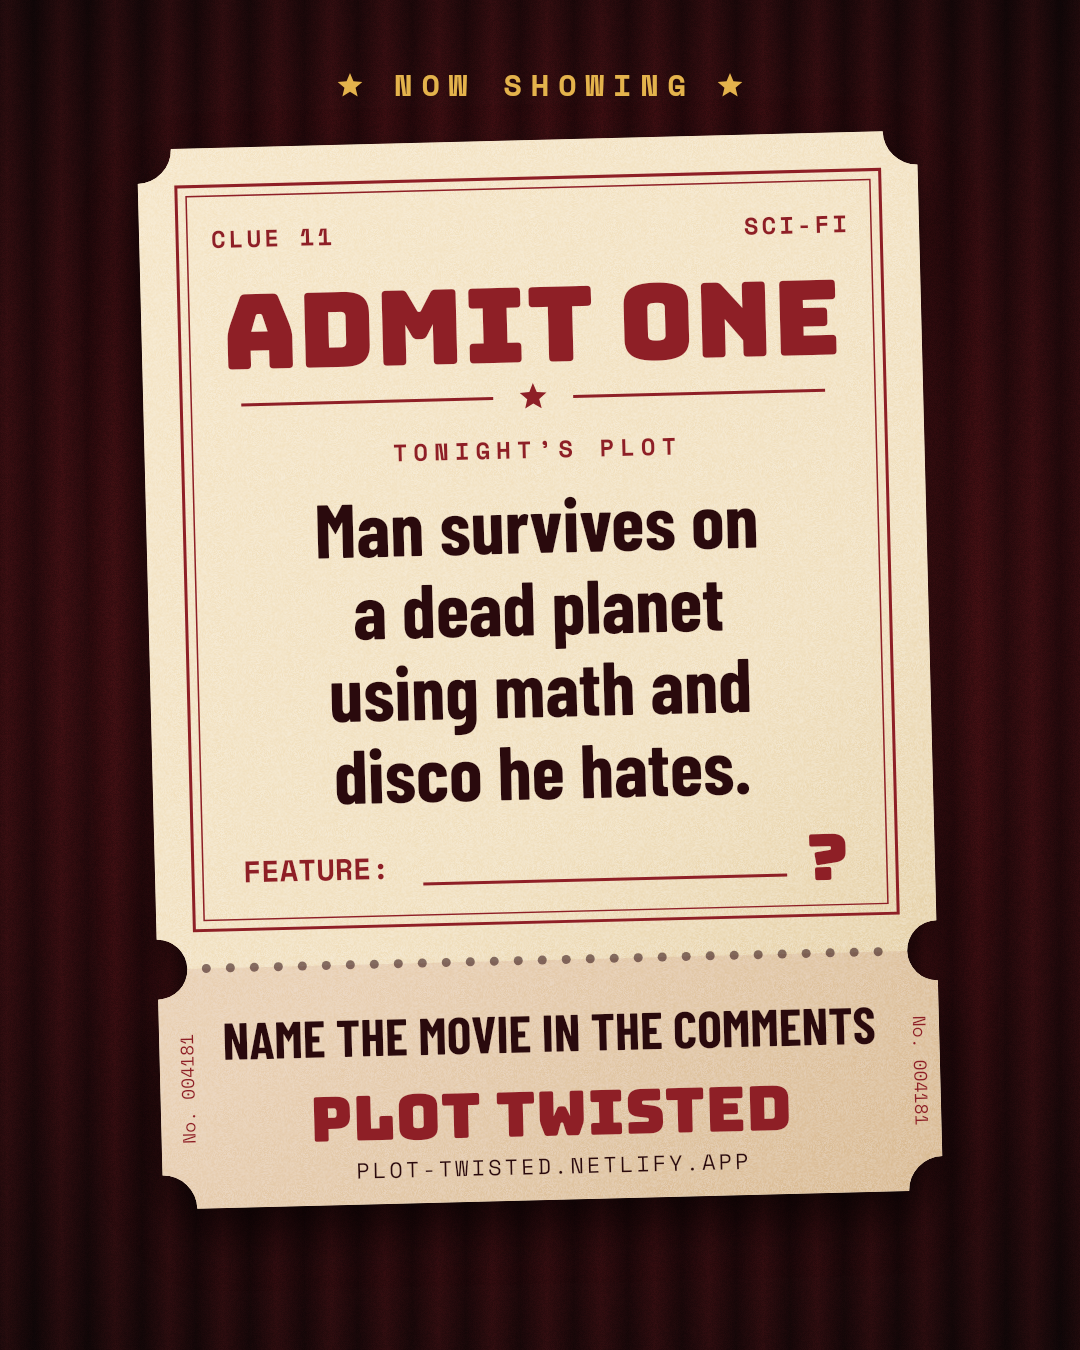 ★ NOW SHOWING ★
CLUE 11
SCI-FI
ADMIT ONE
TONIGHT'S PLOT
Man survives on
a dead planet
using math and
disco he hates.
FEATURE: ?
No. 004181
NAME THE MOVIE IN THE COMMENTS
No. 004181
PLOT TWISTED
PLOT-TWISTED.NETLIFY.APP